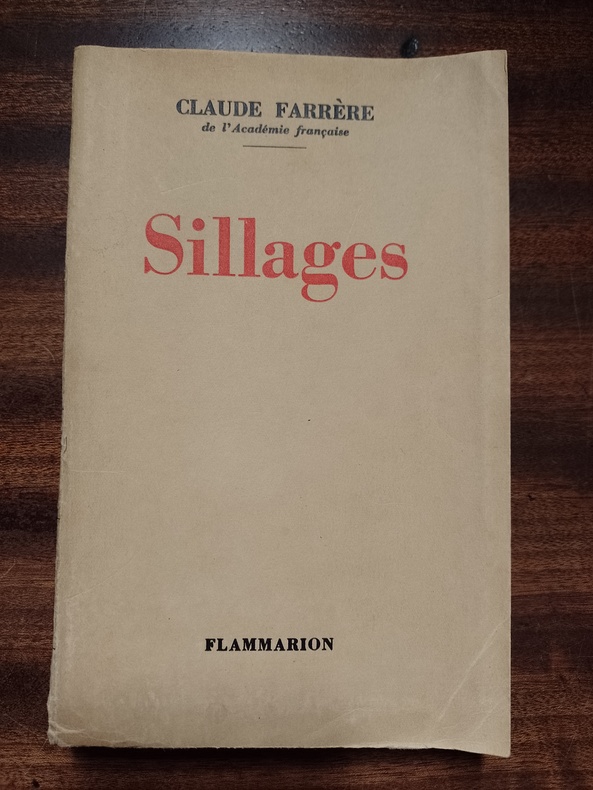 CLAUDE FARRÈRE
de l'Académie française
Sillages
FLAMMARION